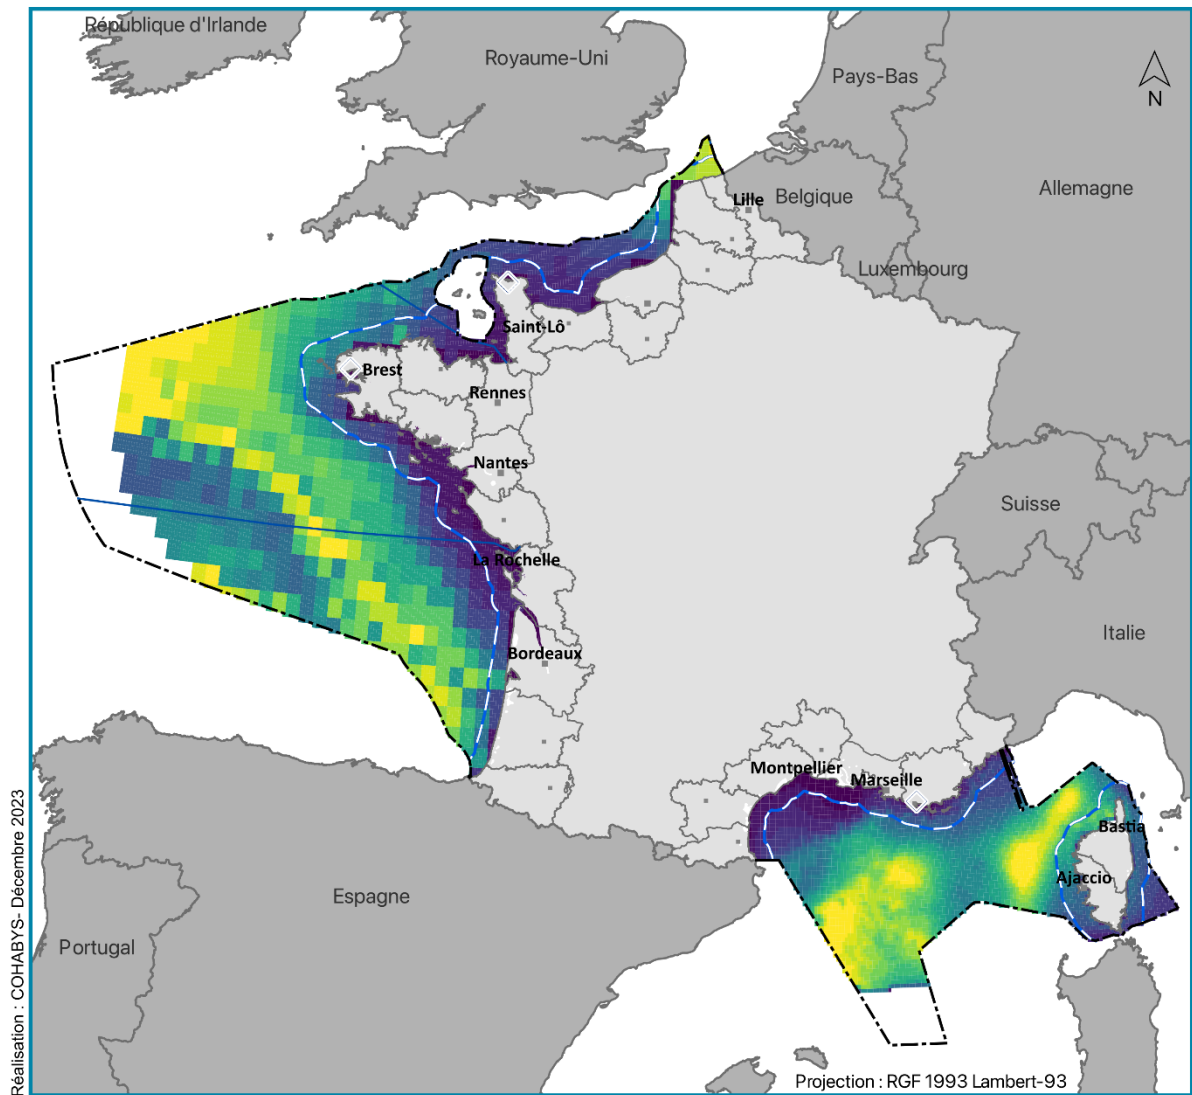 République d'Irlande
Royaume-Uni
Pays-Bas
N
Allemagne
Lille
Belgique
Luxembourg
Saint-Lô
Brest
Rennes
Nantes
Suisse
La Rochelle
Italie
Bordeaux
Montpellier
Marseille
Bastia
Ajaccio
Espagne
Portugal
Réalisation : COHABYS- Décembre 2023
Projection : RGF 1993 Lambert-93